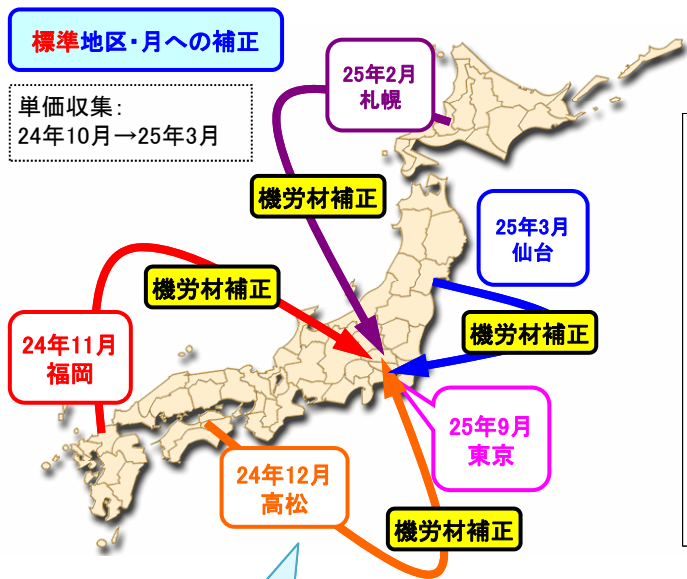 標準地区・月への補正
単価収集:
24年10月→25年3月
25年2月
札幌
機労材補正
25年3月
仙台
機労材補正
機労材補正
24年11月
福岡
25年9月
東京
24年12月
高松
機労材補正